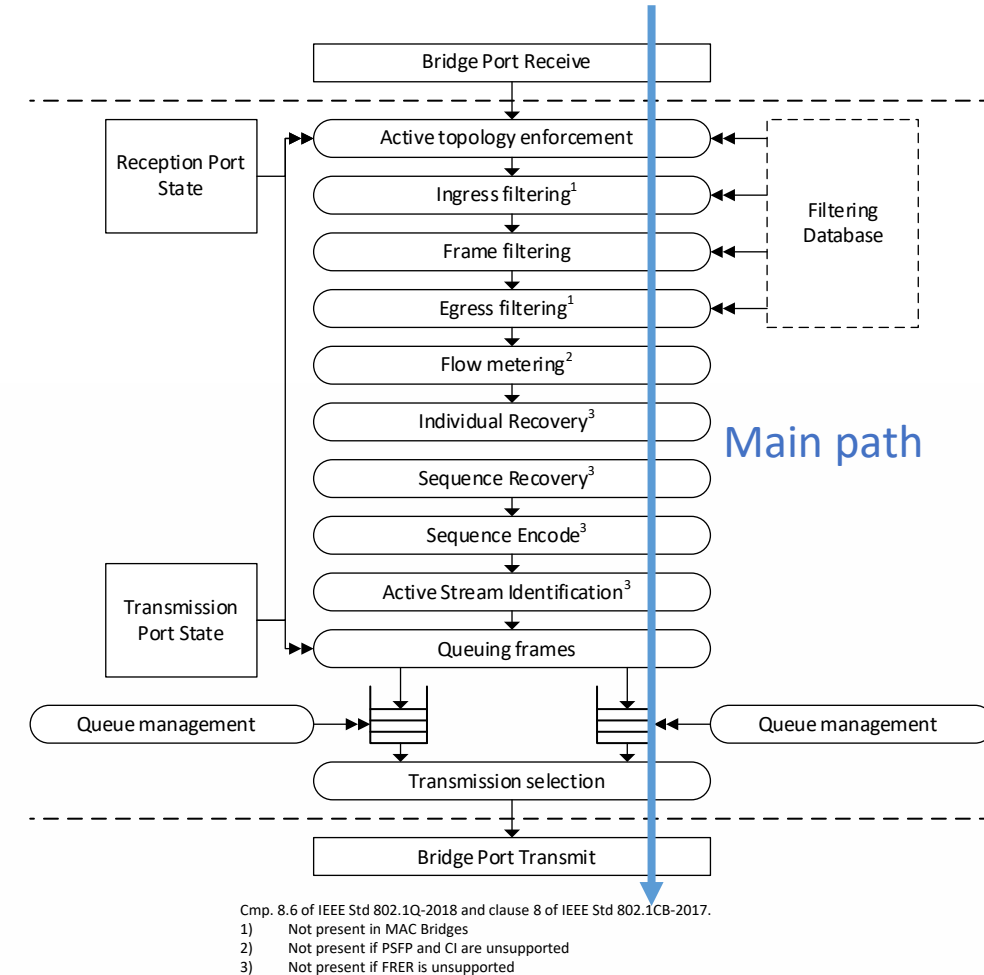 Bridge Port Receive
Active topology enforcement
Reception Port
State
Ingress filtering1
Filtering
Database
Frame filtering
Egress filtering1
Flow metering2
Individual Recovery3
Main path
Sequence Recovery3
Sequence Encode3
Active Stream Identification3
Transmission
Port State
Queuing frames
Queue management
Queue management
Transmission selection
Bridge Port Transmit
Cmp. 8.6 of IEEE Std 802.1Q-2018 and clause 8 of IEEE Std 802.1CB-2017.
1) Not present in MAC Bridges
2) Not present if PSFP and CI are unsupported
3) Not present if FRER is unsupported